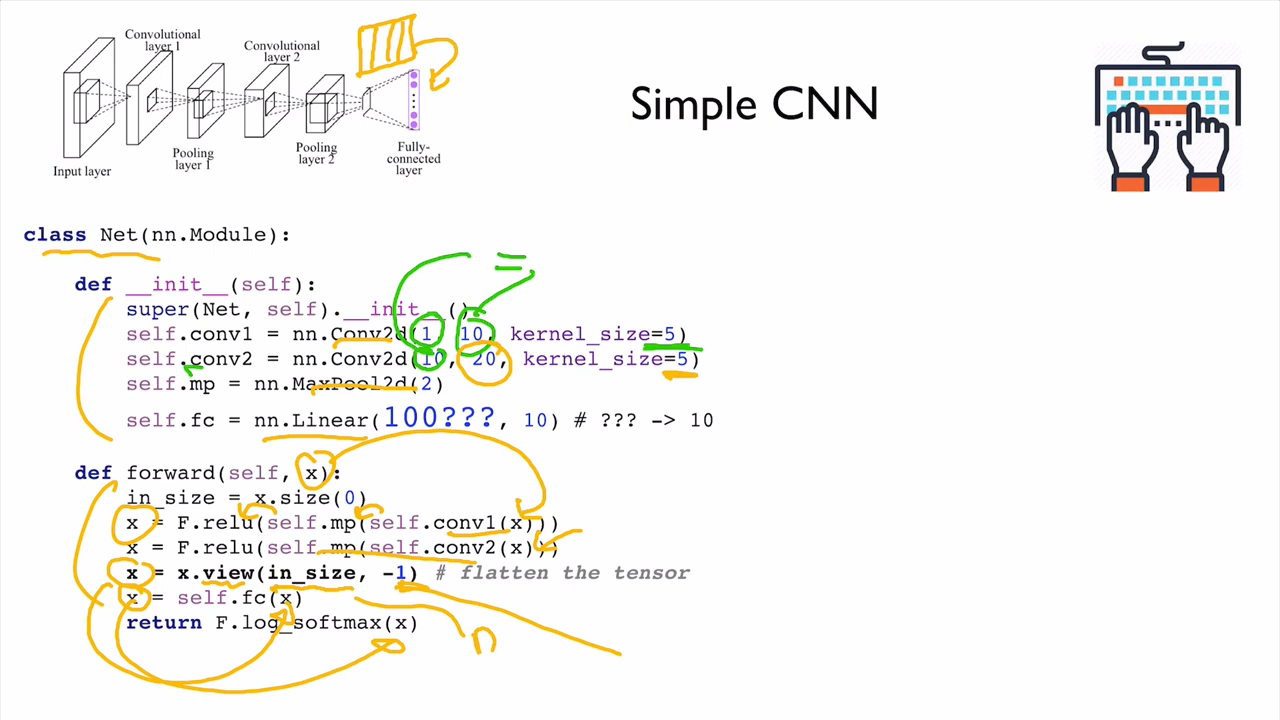 Convolutional
layer 1
Convolutional
layer 2
Pooling
layer 1
Pooling
layer 2
Fully-
connected
layer
Input layer
Simple CNN
class Net(nn.Module):
def __init__(self):
super(Net, self).__init__()
self.conv1 = nn.Conv2d(1, 10, kernel_size=5)
self.conv2 = nn.Conv2d(10, 20, kernel_size=5)
self.mp = nn.MaxPool2d(2)
self.fc = nn.Linear(100???, 10) # ??? -> 10
def forward(self, x):
in_size = x.size(0)
x = F.relu(self.mp(self.conv1(x)))
x = F.relu(self.mp(self.conv2(x)))
x = x.view(in_size, -1) # flatten the tensor
x = self.fc(x)
return F.log_softmax(x)
n